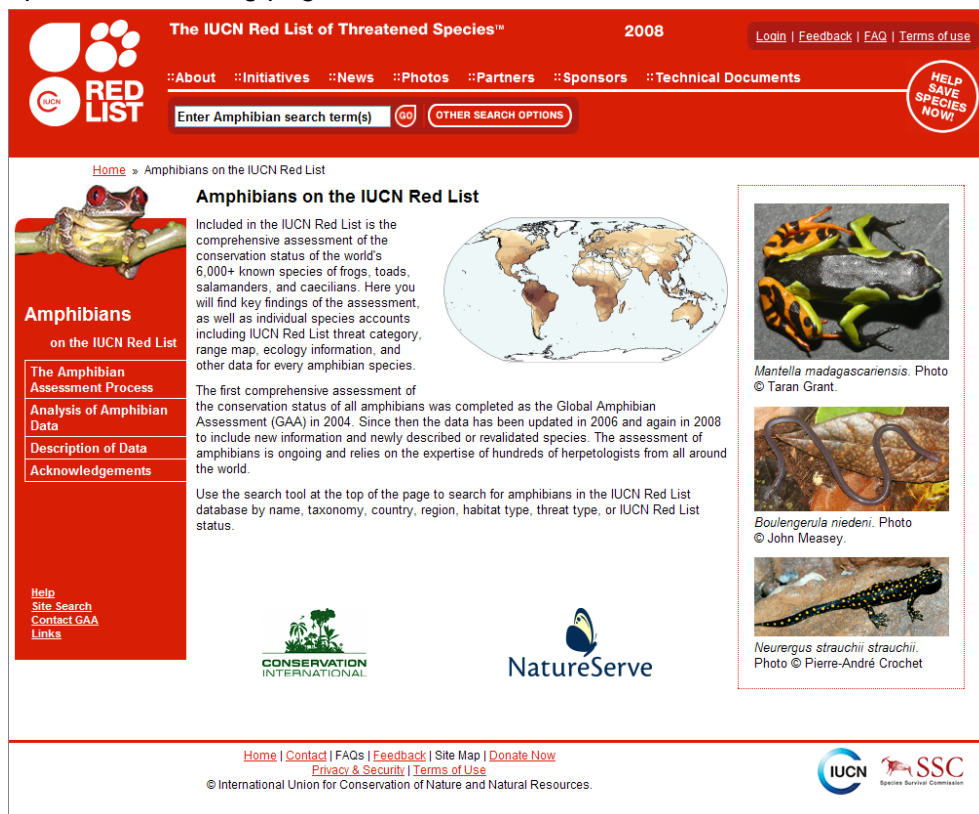 The IUCN Red List of Threatened Species™
2008
Login | Feedback | FAQ | Terms of use
::About ::Initiatives ::News ::Photos ::Partners ::Sponsors ::Technical Documents
IUCN
RED
LIST
Enter Amphibian search term(s)
GO
OTHER SEARCH OPTIONS
HELP
SAVE
SPECIES
NOW!
Home » Amphibians on the IUCN Red List
Amphibians
on the IUCN Red List
The Amphibian
Assessment Process
Analysis of Amphibian
Data
Description of Data
Acknowledgements
Help
Site Search
Contact GAA
Links
Amphibians on the IUCN Red List
Included in the IUCN Red List is the
comprehensive assessment of the
conservation status of the world's
6,000+ known species of frogs, toads,
salamanders, and caecilians. Here you
will find key findings of the assessment,
as well as individual species accounts
including IUCN Red List threat category,
range map, ecology information, and
other data for every amphibian species.
The first comprehensive assessment of
the conservation status of all amphibians was completed as the Global Amphibian
Assessment (GAA) in 2004. Since then the data has been updated in 2006 and again in 2008
to include new information and newly described or revalidated species. The assessment of
amphibians is ongoing and relies on the expertise of hundreds of herpetologists from all around
the world.
Use the search tool at the top of the page to search for amphibians in the IUCN Red List
database by name, taxonomy, country, region, habitat type, threat type, or IUCN Red List
status.
CONSERVATION
INTERNATIONAL
NatureServe
Mantella madagascariensis. Photo
© Taran Grant.
Boulengerula niedeni. Photo
© John Measey.
Neurergus strauchii strauchii.
Photo © Pierre-André Crochet
Home | Contact | FAQs | Feedback | Site Map | Donate Now
Privacy & Security | Terms of Use
© International Union for Conservation of Nature and Natural Resources.
IUCN
SSC
Species Survival Commission